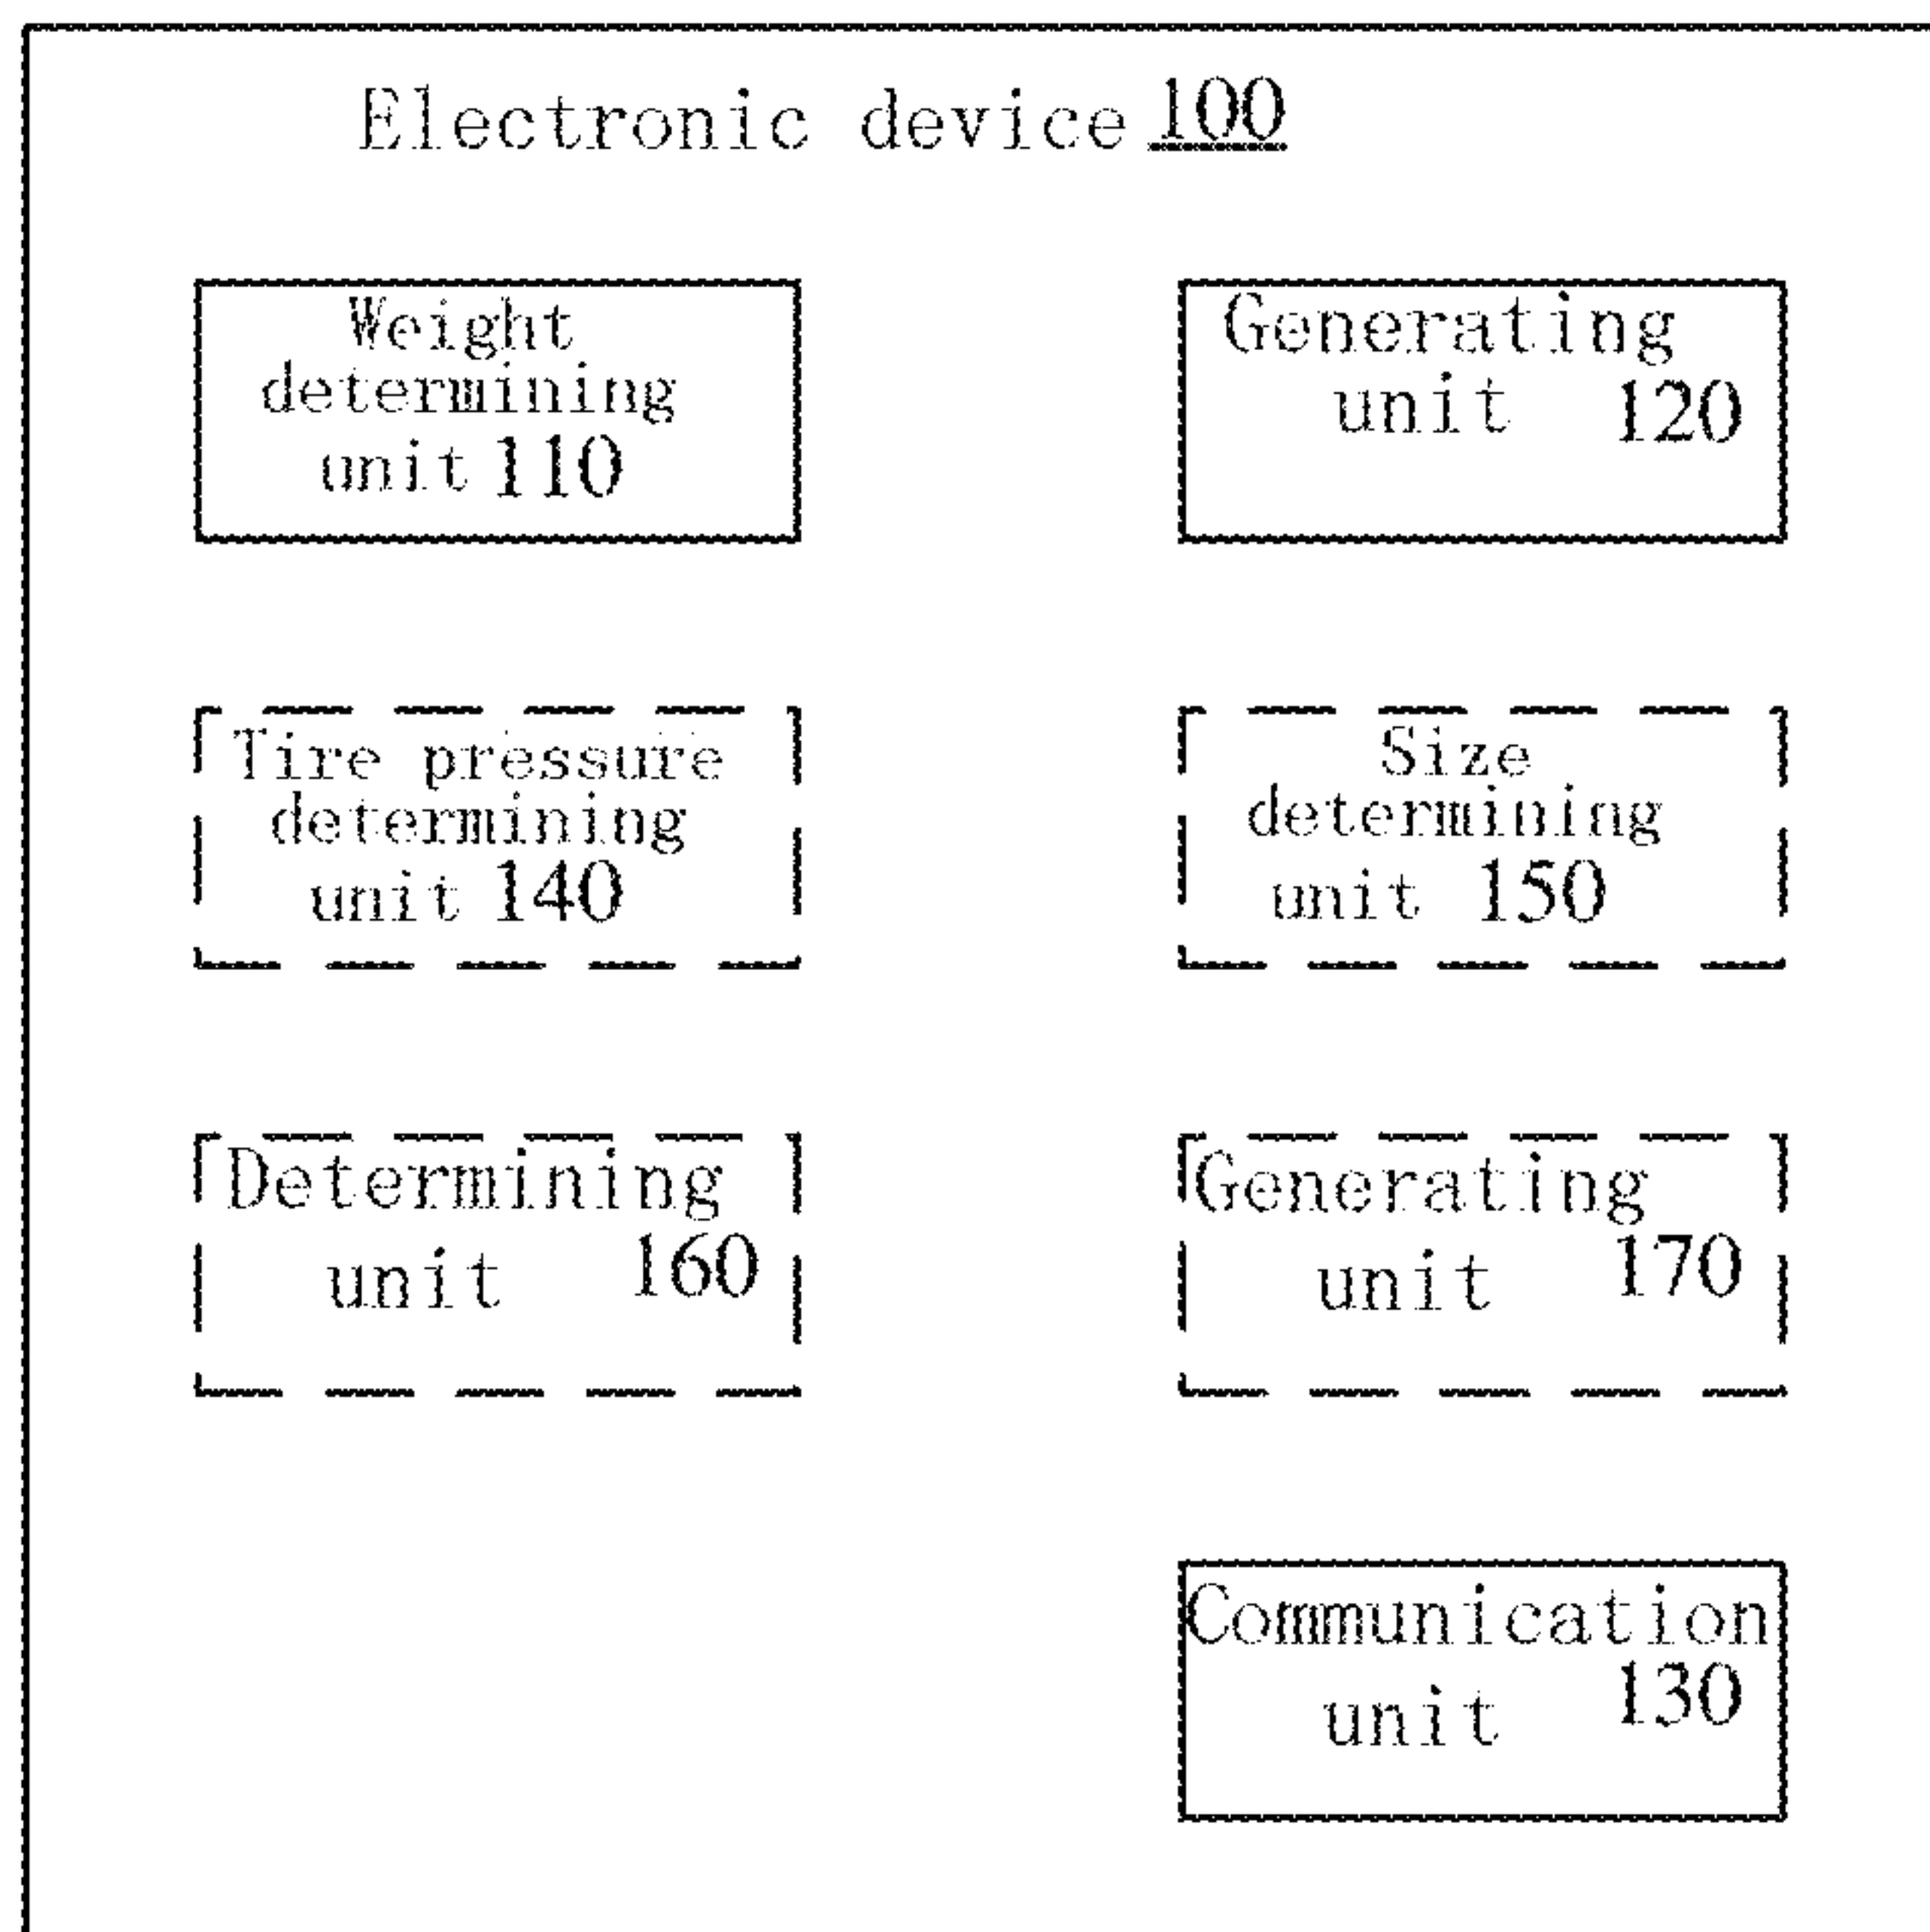 Electronic device 100
Weight
determining
unit 110
Generating
unit 120
Tire pressure
determining
unit 140
Size
determining
unit 150
Determining
unit 160
Generating
unit 170
Communication
unit 130